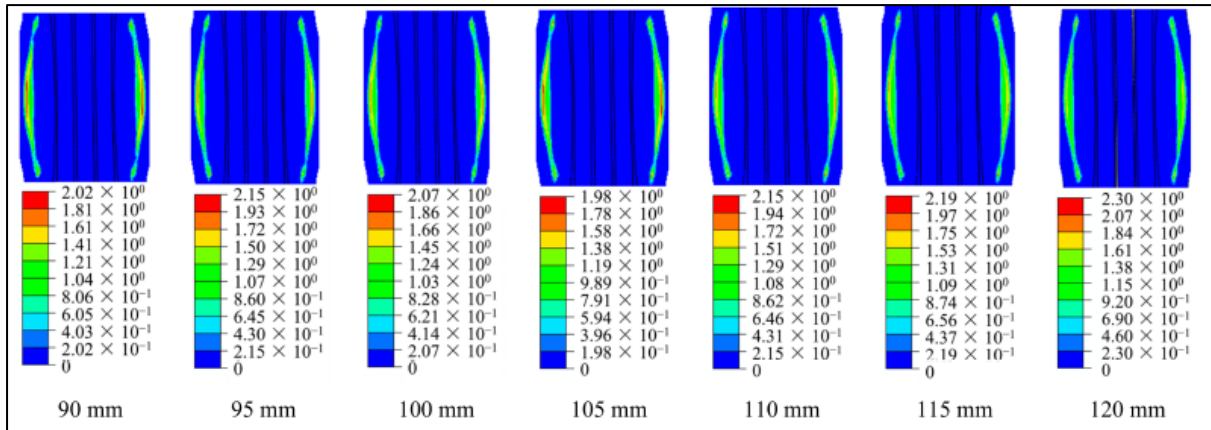 2.02 × 10⁰
1.81 × 10⁰
1.61 × 10⁰
1.41 × 10⁰
1.21 × 10⁰
1.04 × 10⁰
8.06 × 10⁻¹
6.05 × 10⁻¹
4.03 × 10⁻¹
2.02 × 10⁻¹
0
90 mm
2.15 × 10⁰
1.93 × 10⁰
1.72 × 10⁰
1.50 × 10⁰
1.29 × 10⁰
1.07 × 10⁰
8.60 × 10⁻¹
6.45 × 10⁻¹
4.30 × 10⁻¹
2.15 × 10⁻¹
0
95 mm
2.07 × 10⁰
1.86 × 10⁰
1.66 × 10⁰
1.45 × 10⁰
1.24 × 10⁰
1.03 × 10⁰
8.28 × 10⁻¹
6.21 × 10⁻¹
4.14 × 10⁻¹
2.07 × 10⁻¹
0
100 mm
1.98 × 10⁰
1.78 × 10⁰
1.58 × 10⁰
1.38 × 10⁰
1.19 × 10⁰
9.89 × 10⁻¹
7.91 × 10⁻¹
5.94 × 10⁻¹
3.96 × 10⁻¹
1.98 × 10⁻¹
0
105 mm
2.15 × 10⁰
1.94 × 10⁰
1.72 × 10⁰
1.51 × 10⁰
1.29 × 10⁰
1.08 × 10⁰
8.62 × 10⁻¹
6.46 × 10⁻¹
4.31 × 10⁻¹
2.15 × 10⁻¹
0
110 mm
2.19 × 10⁰
1.97 × 10⁰
1.75 × 10⁰
1.53 × 10⁰
1.31 × 10⁰
1.09 × 10⁰
8.74 × 10⁻¹
6.56 × 10⁻¹
4.37 × 10⁻¹
2.19 × 10⁻¹
0
115 mm
2.30 × 10⁰
2.07 × 10⁰
1.84 × 10⁰
1.61 × 10⁰
1.38 × 10⁰
1.15 × 10⁰
9.20 × 10⁻¹
6.90 × 10⁻¹
4.60 × 10⁻¹
2.30 × 10⁻¹
0
120 mm